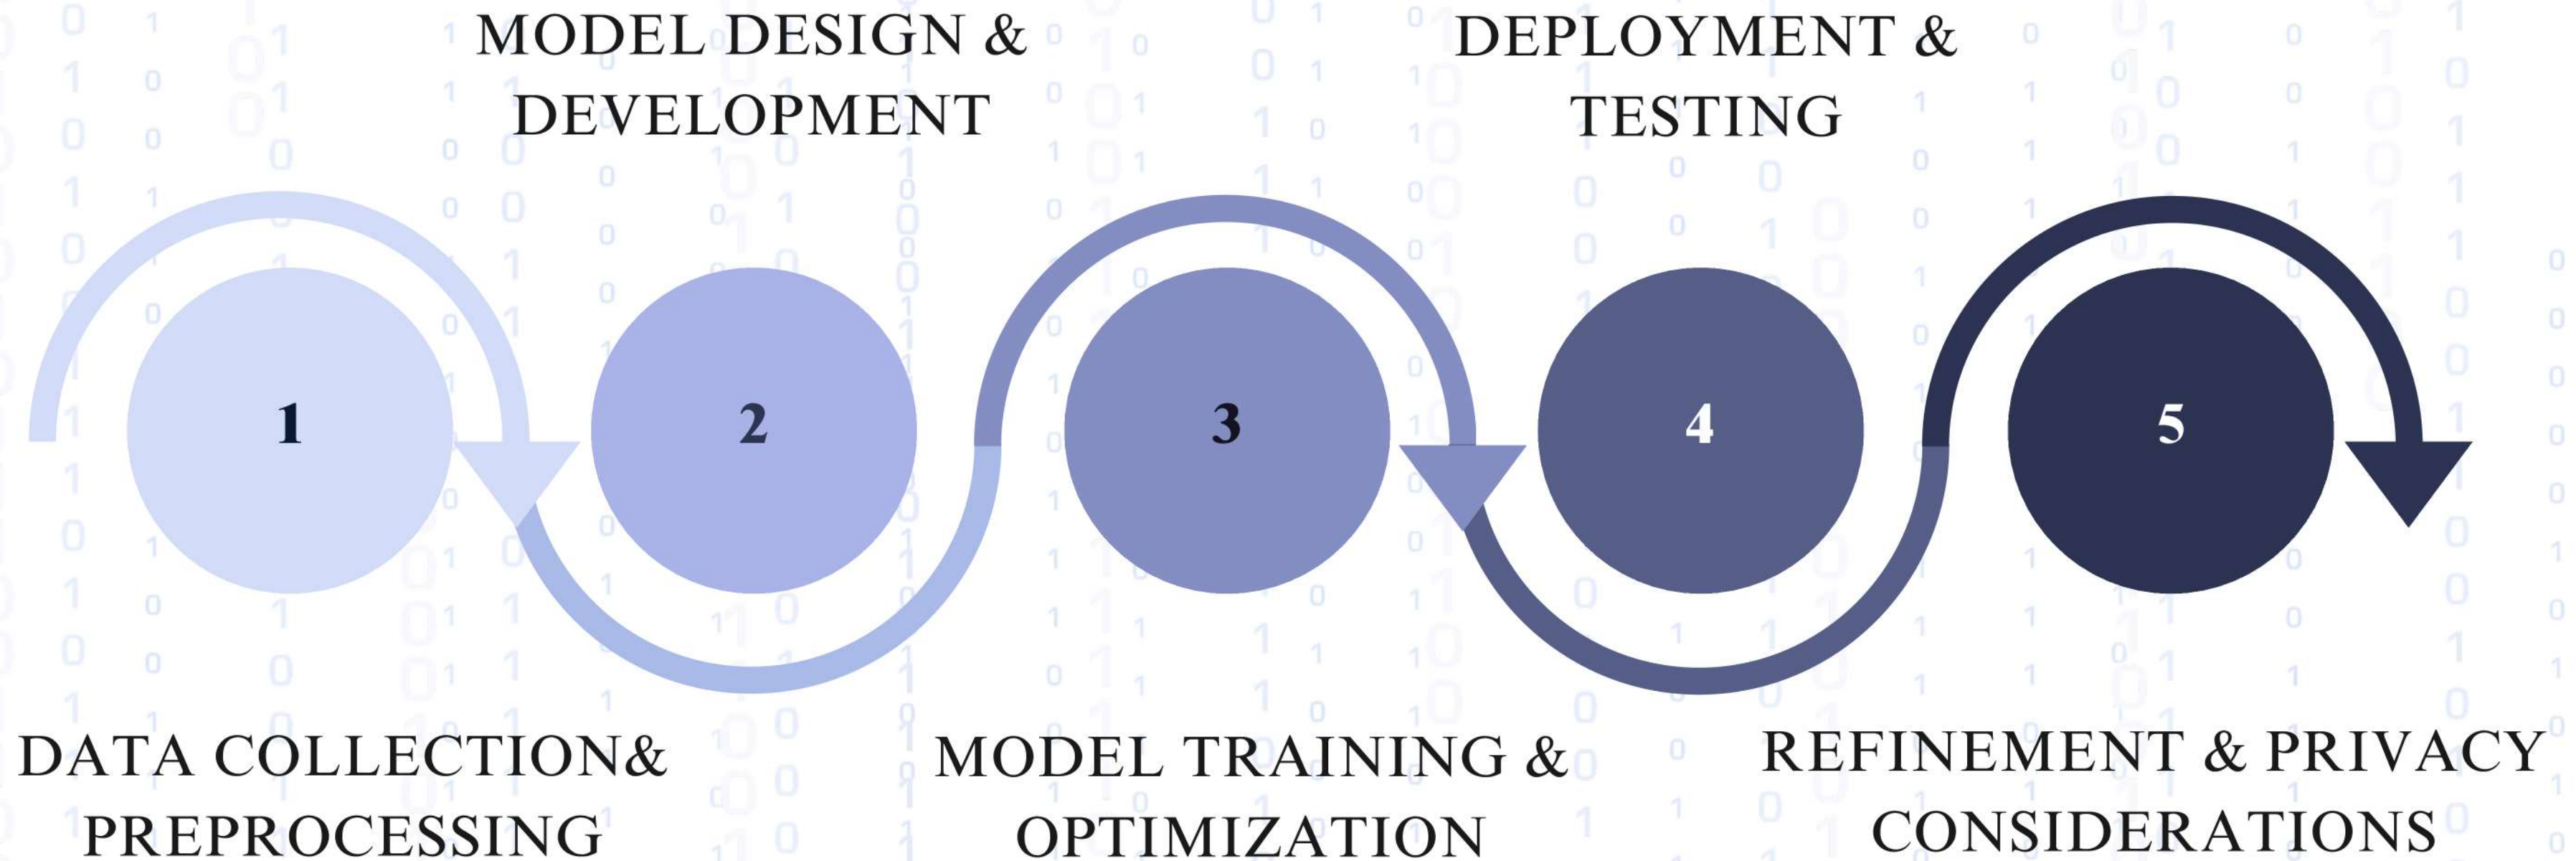 MODEL DESIGN &
DEVELOPMENT
DEPLOYMENT &
TESTING
1
2
3
4
5
DATA COLLECTION&
PREPROCESSING
MODEL TRAINING &
OPTIMIZATION
REFINEMENT & PRIVACY
CONSIDERATIONS